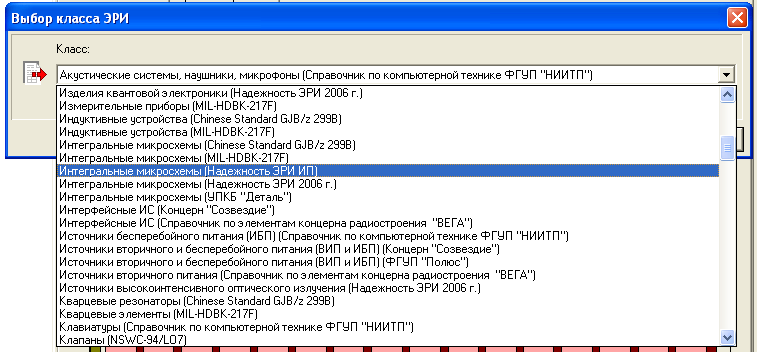 Выбор класса ЭРИ
Класс:
Акустические системы, наушники, микрофоны (Справочник по компьютерной технике ФГУП "НИИТП")
Изделия квантовой электроники (Надежность ЭРИ 2006 г.)
Измерительные приборы (MIL-HDBK-217F)
Индуктивные устройства (Chinese Standard GJB/z 299B)
Индуктивные устройства (MIL-HDBK-217F)
Интегральные микросхемы (Chinese Standard GJB/z 299B)
Интегральные микросхемы (MIL-HDBK-217F)
Интегральные микросхемы (Надежность ЭРИ ИП)
Интегральные микросхемы (Надежность ЭРИ 2006 г.)
Интегральные микросхемы (УПКБ "Деталь")
Интерфейсные ИС (Концерн "Созвездие")
Интерфейсные ИС (Справочник по элементам концерна радиостроения "ВЕГА")
Источники бесперебойного питания (ИБП) (Справочник по компьютерной технике ФГУП "НИИТП")
Источники вторичного и бесперебойного питания (ВИП и ИБП) (Концерн "Созвездие")
Источники вторичного и бесперебойного питания (ВИП и ИБП) (ФГУП "Полюс")
Источники вторичного питания (Справочник по элементам концерна радиостроения "ВЕГА")
Источники высокоинтенсивного оптического излучения (Надежность ЭРИ 2006 г.)
Кварцевые резонаторы (Chinese Standard GJB/z 299B)
Кварцевые элементы (MIL-HDBK-217F)
Клавиатуры (Справочник по компьютерной технике ФГУП "НИИТП")
Клапаны (NSWC-94/L07)